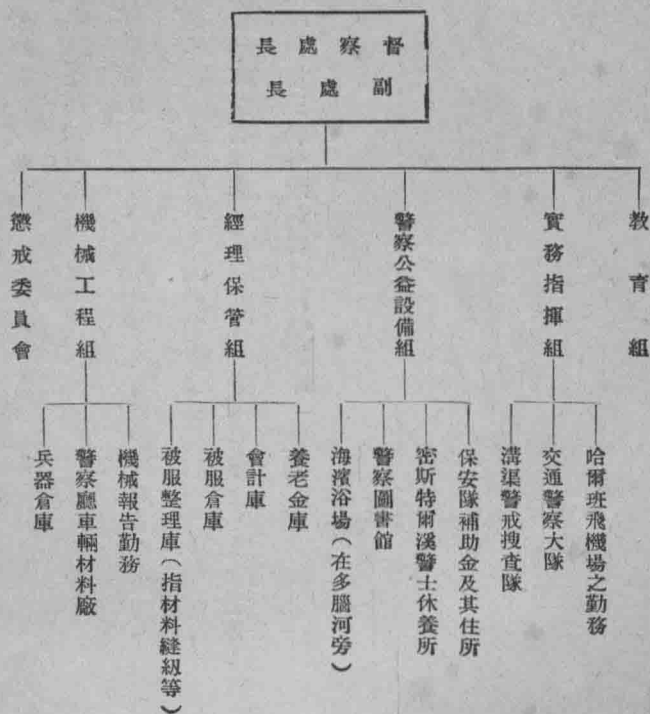 督察處長
副處長
教育組
實務指揮組
哈爾班飛機場之勤務
交通警察大隊
溝渠警戒搜查隊
警察公益設備組
保安隊補助金及其住所
密斯特爾溪警士休養所
警察圖書館
海濱浴場(在多腦河旁)
經理保管組
養老金庫
會計庫
被服倉庫
被服整理庫(指材料縫級等)
機械工程組
機械報告勤務
警察廳車輛材料廠
兵器倉庫
懲戒委員會